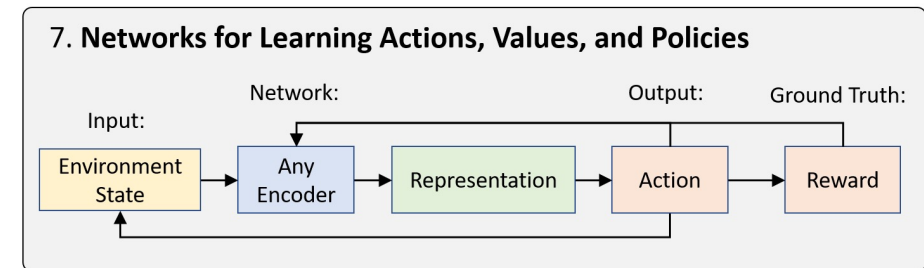 7. Networks for Learning Actions, Values, and Policies
Network:
Output:
Ground Truth:
Input:
Environment
State
Any
Encoder
Representation
Action
Reward